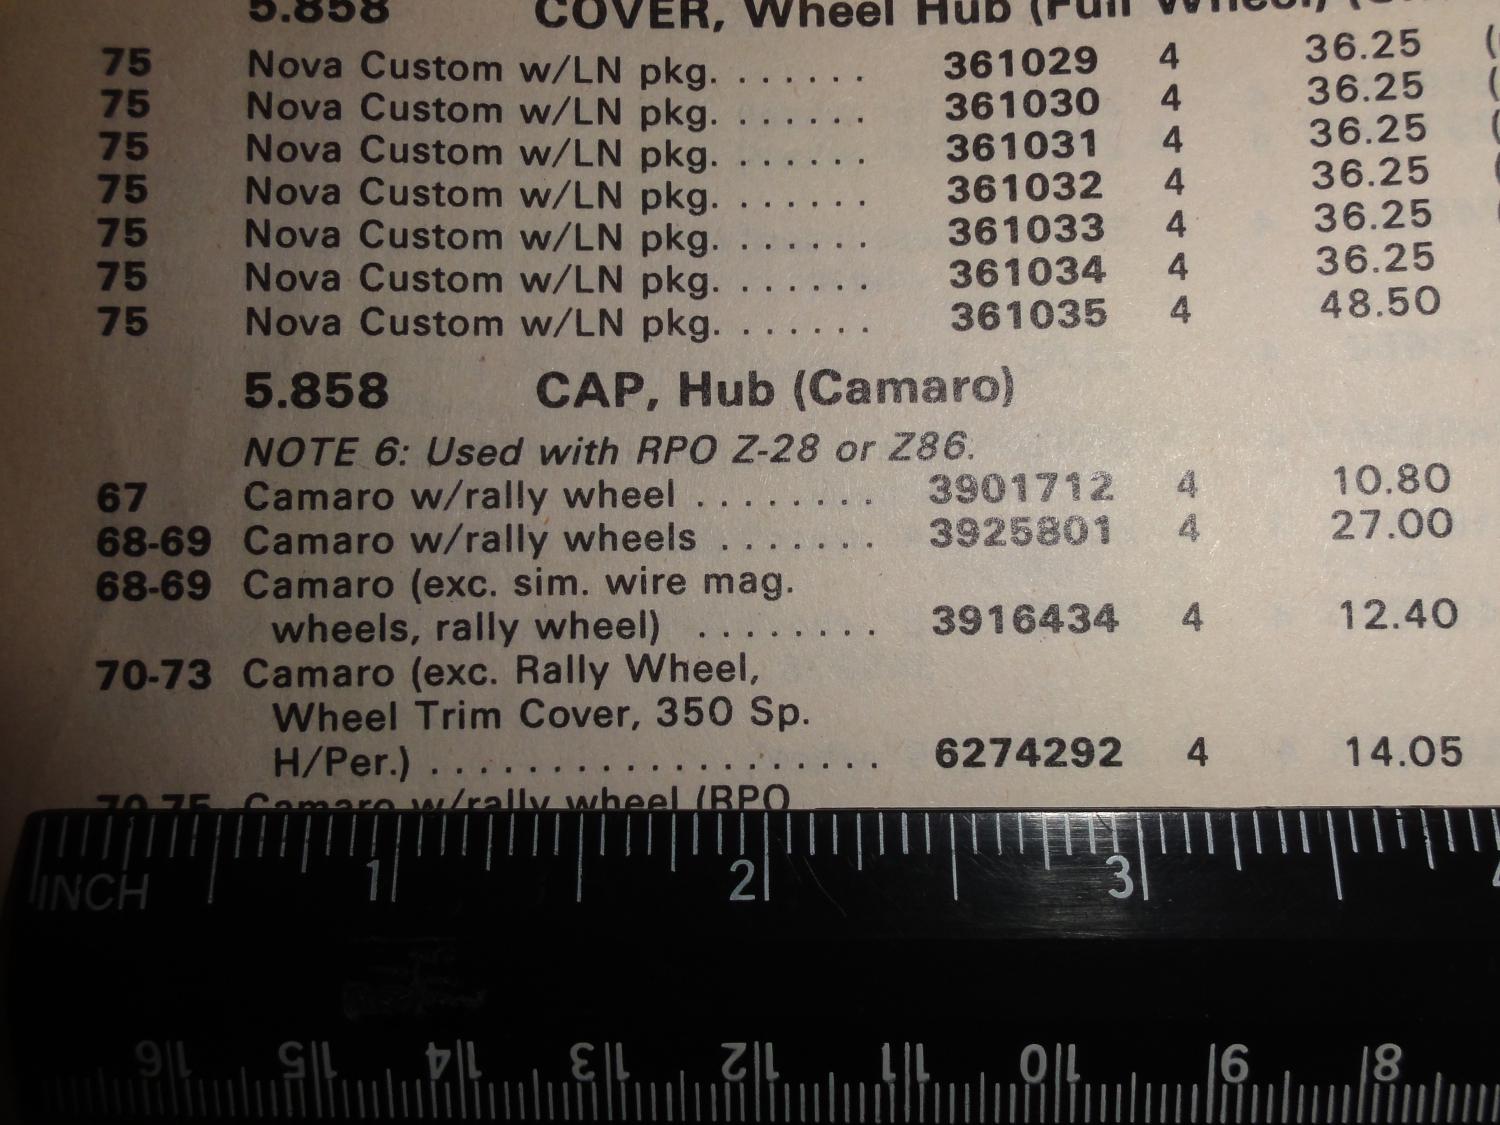 5.858 COVER, Wheel Hub (Full Wheel)
75 Nova Custom w/LN pkg. . . . . . . 361029 4 36.25
75 Nova Custom w/LN pkg. . . . . . . 361030 4 36.25
75 Nova Custom w/LN pkg. . . . . . . 361031 4 36.25
75 Nova Custom w/LN pkg. . . . . . . 361032 4 36.25
75 Nova Custom w/LN pkg. . . . . . . 361033 4 36.25
75 Nova Custom w/LN pkg. . . . . . . 361034 4 36.25
75 Nova Custom w/LN pkg. . . . . . . 361035 4 48.50
5.858 CAP, Hub (Camaro)
NOTE 6: Used with RPO Z-28 or Z86.
67 Camaro w/rally wheel . . . . . . . . 3901712 4 10.80
68-69 Camaro w/rally wheels . . . . . . . 3925801 4 27.00
68-69 Camaro (exc. sim. wire mag.
wheels, rally wheel) . . . . . . . . 3916434 4 12.40
70-73 Camaro (exc. Rally Wheel,
Wheel Trim Cover, 350 Sp.
H/Per.) . . . . . . . . . . . . . . . . . . . 6274292 4 14.05
70-75 Camaro w/rally wheel (RPO
1 2 3
INCH
16 15 14 13 12 11 10 9 8